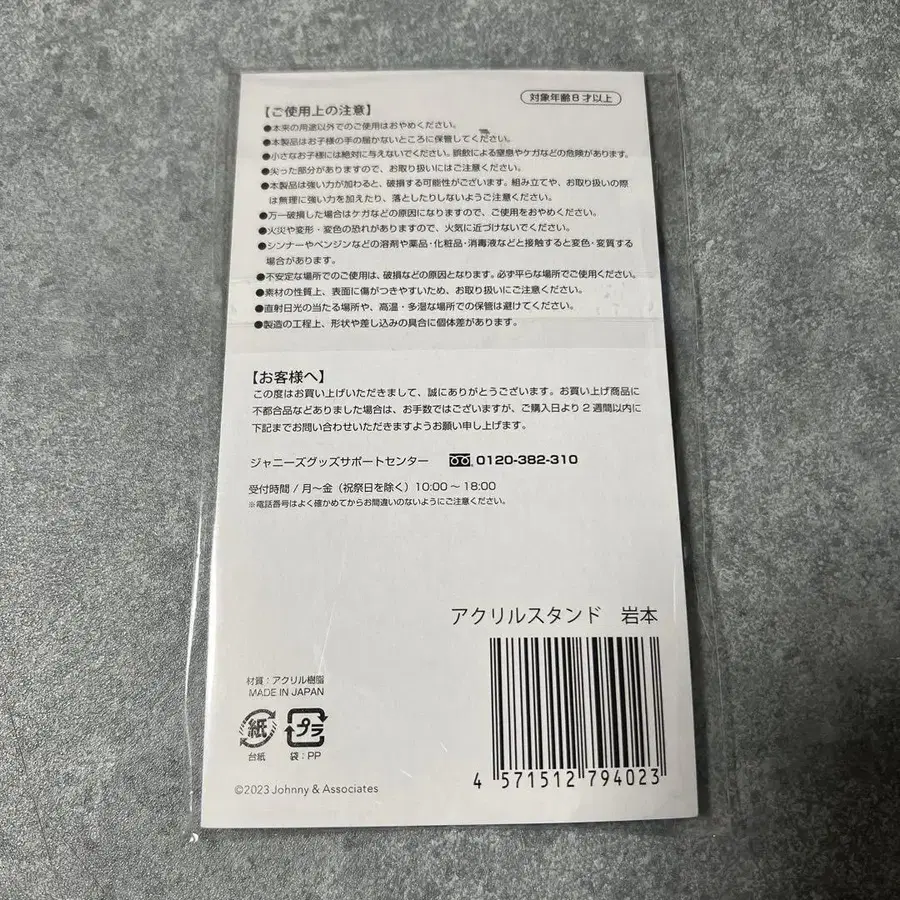 対象年齢8才以上
【ご使用上の注意】
●本来の用途以外でのご使用はおやめください。
●本製品はお子様の手の届かないところに保管してください。
●小さなお子様には絶対に与えないでください。誤飲による窒息やケガなどの危険があります。
●尖った部分がありますので、お取り扱いにはご注意ください。
●本製品は強い力が加わると、破損する可能性がございます。組み立てや、お取り扱いの際
は無理に強い力を加えたり、落としたりしないようご注意ください。
●万一破損した場合はケガなどの原因になりますので、ご使用をおやめください。
●火災や変形・変色の恐れがありますので、火気に近づけないでください。
●シンナーやベンジンなどの溶剤や薬品・化粧品・消毒液などと接触すると変色・変質する
場合があります。
●不安定な場所でのご使用は、破損などの原因となります。必ず平らな場所でご使用ください。
●素材の性質上、表面に傷がつきやすいため、お取り扱いにご注意ください。
●直射日光の当たる場所や、高温・多湿な場所での保管は避けてください。
●製造の工程上、形状や差し込みの具合に個体差があります。
【お客様へ】
この度はお買い上げいただきまして、誠にありがとうございます。お買い上げ商品に
不都合品などありました場合は、お手数ではございますが、ご購入日より2週間以内に
下記までお問い合わせいただきますようお願い申し上げます。
ジャニーズグッズサポートセンター 0120-382-310
受付時間 / 月〜金（祝祭日を除く）10:00 〜 18:00
※電話番号はよく確かめてからお間違いのないようにご注意ください。
アクリルスタンド 岩本
材質：アクリル樹脂
MADE IN JAPAN
紙 プラ
台紙 袋：PP
4 571512 794023
©2023 Johnny & Associates